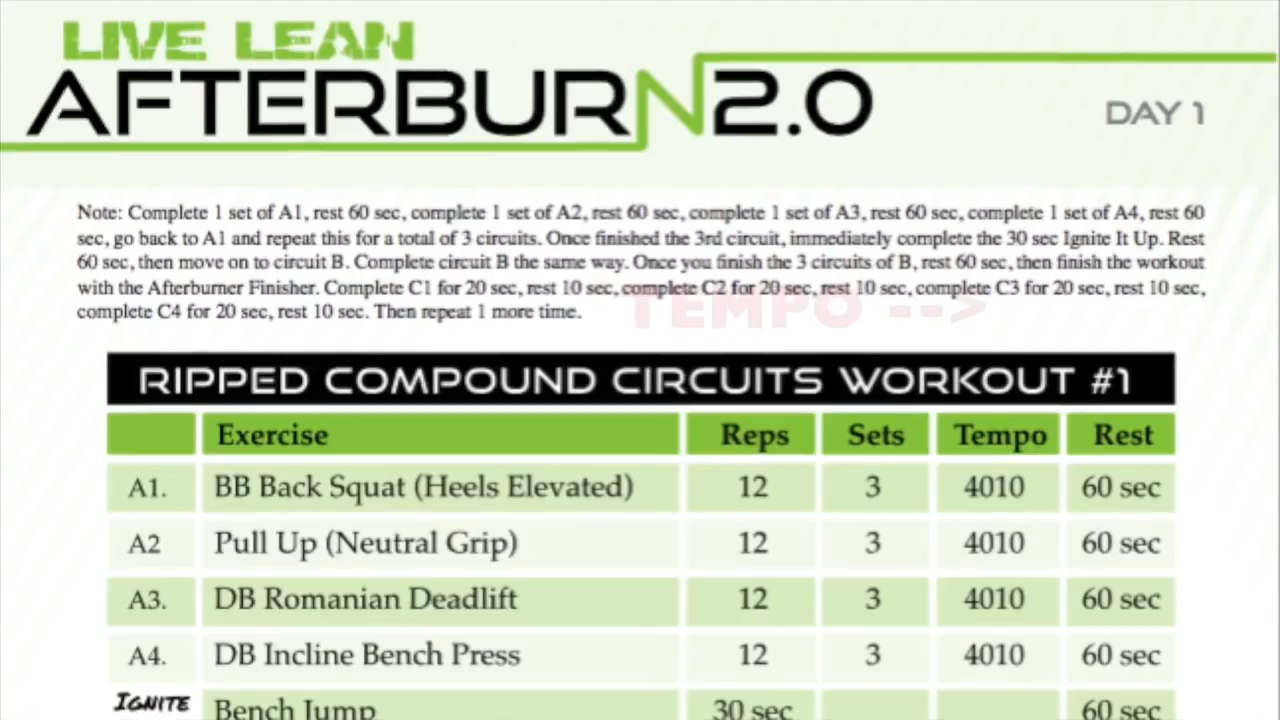 LIVE LEAN
AFTERBURN2.0
DAY 1
Note: Complete 1 set of A1, rest 60 sec, complete 1 set of A2, rest 60 sec, complete 1 set of A3, rest 60 sec, complete 1 set of A4, rest 60
sec, go back to A1 and repeat this for a total of 3 circuits. Once finished the 3rd circuit, immediately complete the 30 sec Ignite It Up. Rest
60 sec, then move on to circuit B. Complete circuit B the same way. Once you finish the 3 circuits of B, rest 60 sec, then finish the workout
with the Afterburner Finisher. Complete C1 for 20 sec, rest 10 sec, complete C2 for 20 sec, rest 10 sec, complete C3 for 20 sec, rest 10 sec,
complete C4 for 20 sec, rest 10 sec. Then repeat 1 more time.
TEMPO -->
RIPPED COMPOUND CIRCUITS WORKOUT #1
Exercise Reps Sets Tempo Rest
A1. BB Back Squat (Heels Elevated) 12 3 4010 60 sec
A2 Pull Up (Neutral Grip) 12 3 4010 60 sec
A3. DB Romanian Deadlift 12 3 4010 60 sec
A4. DB Incline Bench Press 12 3 4010 60 sec
IGNITE Bench Jump 30 sec 60 sec